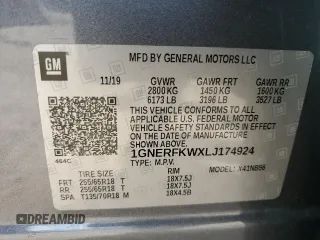 GM
MFD BY GENERAL MOTORS LLC
11/19 GVWR GAWR FRT GAWR RR
2800 KG 1450 KG 1600 KG
6173 LB 3196 LB 3527 LB
THIS VEHICLE CONFORMS TO ALL
APPLICABLE U.S. FEDERAL MOTOR
VEHICLE SAFETY
STANDARDS IN EFFECT ON THE DATE OF
MANUFACTURE SHOWN ABOVE.
1GNERFKWXLJ174924
TYPE: M.P.V. MODEL:
TIRE SIZE RIM
FRT 255/65R18 T 18X7.5J
RR 255/65R18 T 18X7.5J
SPA T135/70R18 M 18X4.5B
DREAMBID